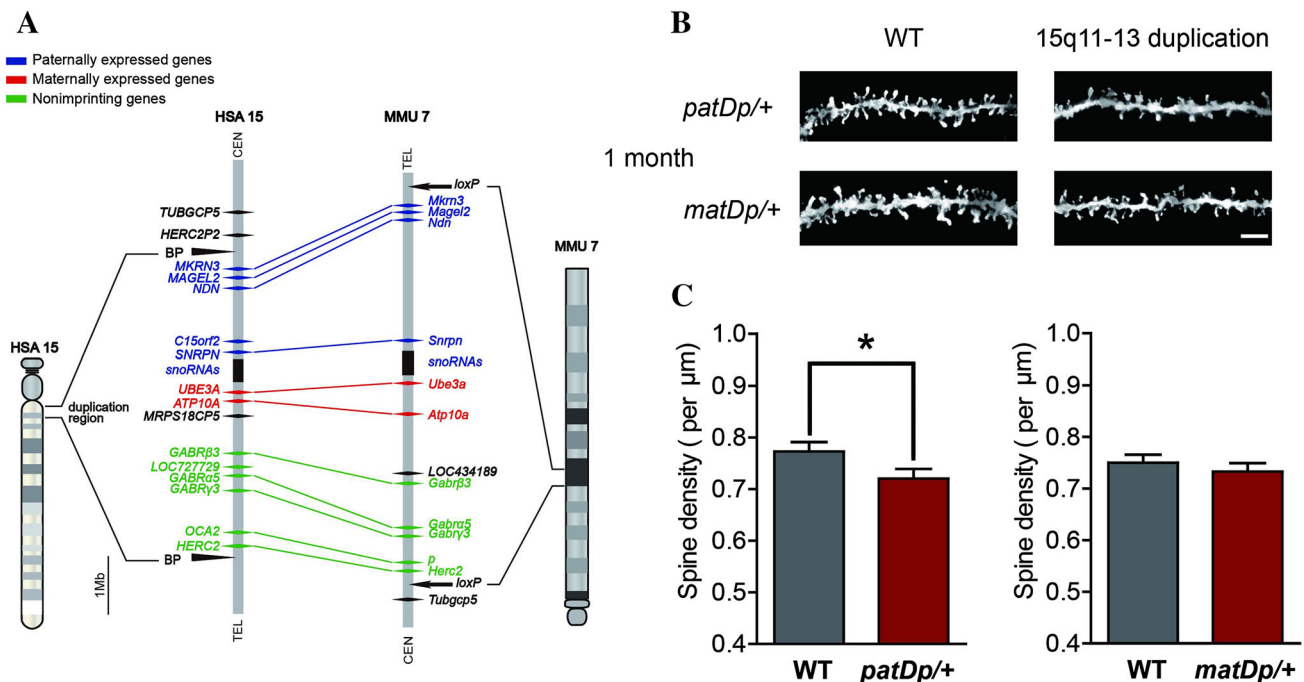 A
Paternally expressed genes
Maternally expressed genes
Nonimprinting genes
HSA 15
MMU 7
CEN
TEL
TUBGCP5
HERC2P2
BP
MKRN3
MAGEL2
NDN
C15orf2
SNRPN
snoRNAs
UBE3A
ATP10A
MRPS18CP5
GABRβ3
LOC727729
GABRα5
GABRγ3
OCA2
HERC2
BP
1Mb
TEL
loxP
Mkrn3
Magel2
Ndn
Snrpn
snoRNAs
Ube3a
Atp10a
LOC434189
Gabrβ3
Gabrα5
Gabrγ3
p
Herc2
loxP
Tubgcp5
CEN
HSA 15
duplication
region
MMU 7
B
WT
15q11-13 duplication
1 month
patDp/+
matDp/+
C
Spine density ( per µm)
1.0
0.9
0.8
0.7
0.6
0.5
0.4
*
WT
patDp/+
Spine density ( per µm)
1.0
0.9
0.8
0.7
0.6
0.5
0.4
WT
matDp/+